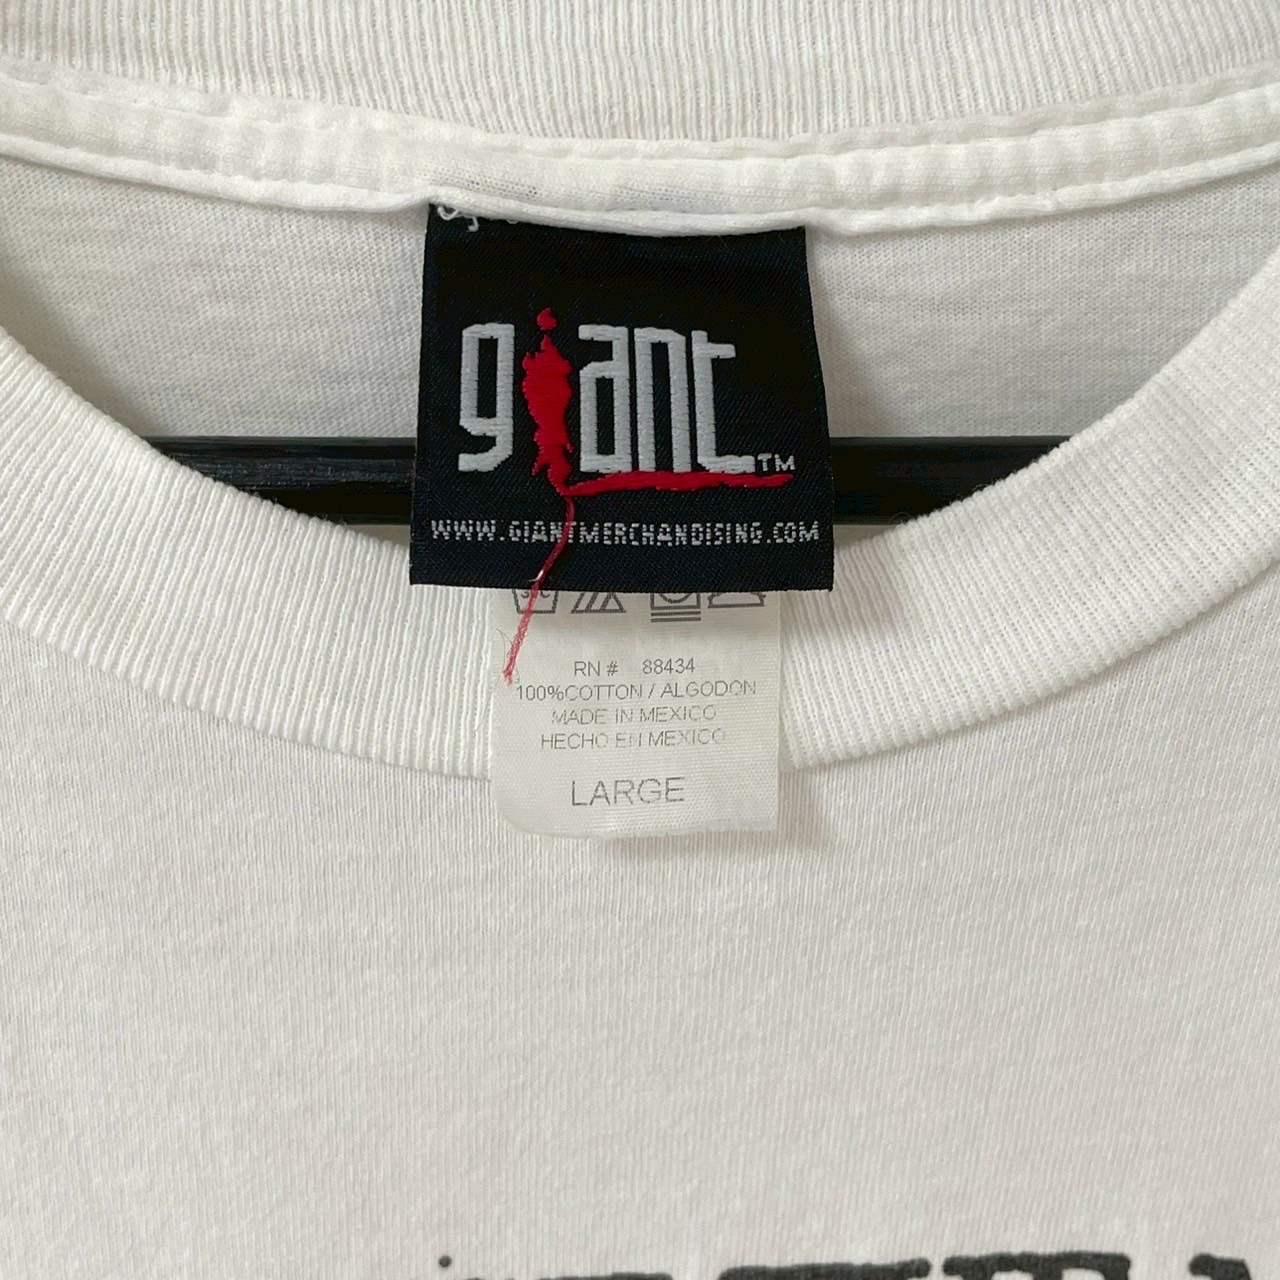 giant™
WWW.GIANTMERCHANDISING.COM
RN # 88434
100%COTTON / ALGODON
MADE IN MEXICO
HECHO EN MEXICO
LARGE